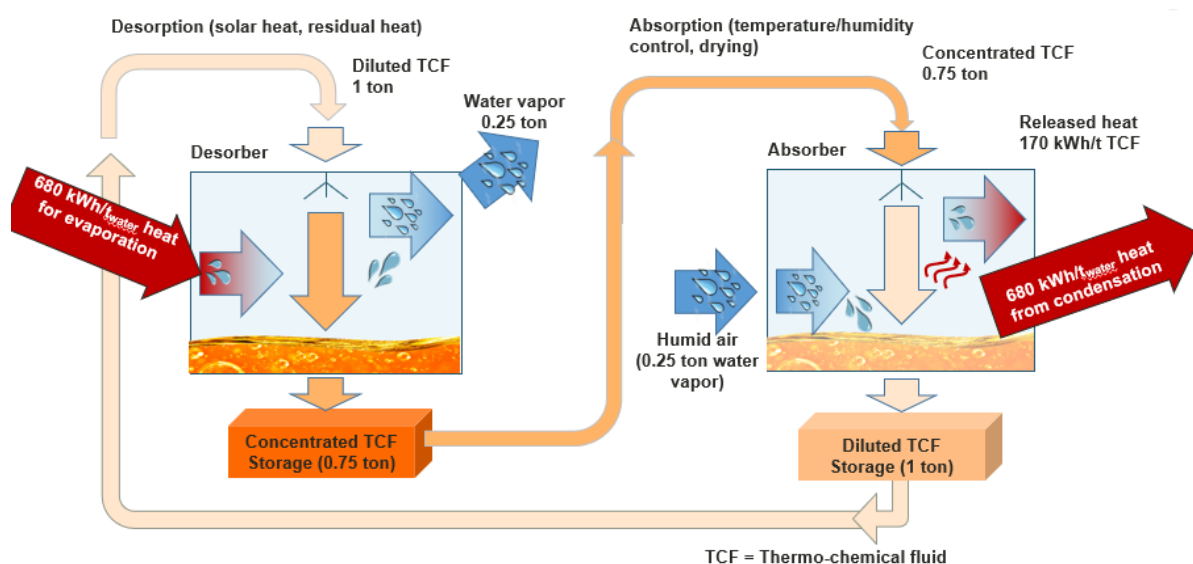 Desorption (solar heat, residual heat)
Diluted TCF
1 ton
Water vapor
0.25 ton
Desorber
680 kWh/twater heat
for evaporation
Concentrated TCF
Storage (0.75 ton)
Absorption (temperature/humidity
control, drying)
Concentrated TCF
0.75 ton
Released heat
170 kWh/t TCF
Absorber
680 kWh/twater heat
from condensation
Humid air
(0.25 ton water
vapor)
Diluted TCF
Storage (1 ton)
TCF = Thermo-chemical fluid